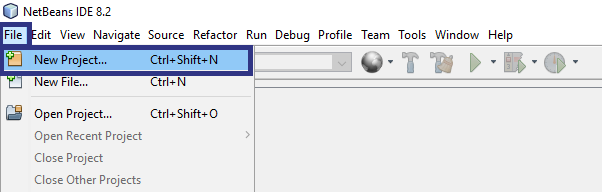 NetBeans IDE 8.2
File Edit View Navigate Source Refactor Run Debug Profile Team Tools Window Help
New Project... Ctrl+Shift+N
New File... Ctrl+N
Open Project... Ctrl+Shift+O
Open Recent Project
Close Project
Close Other Projects